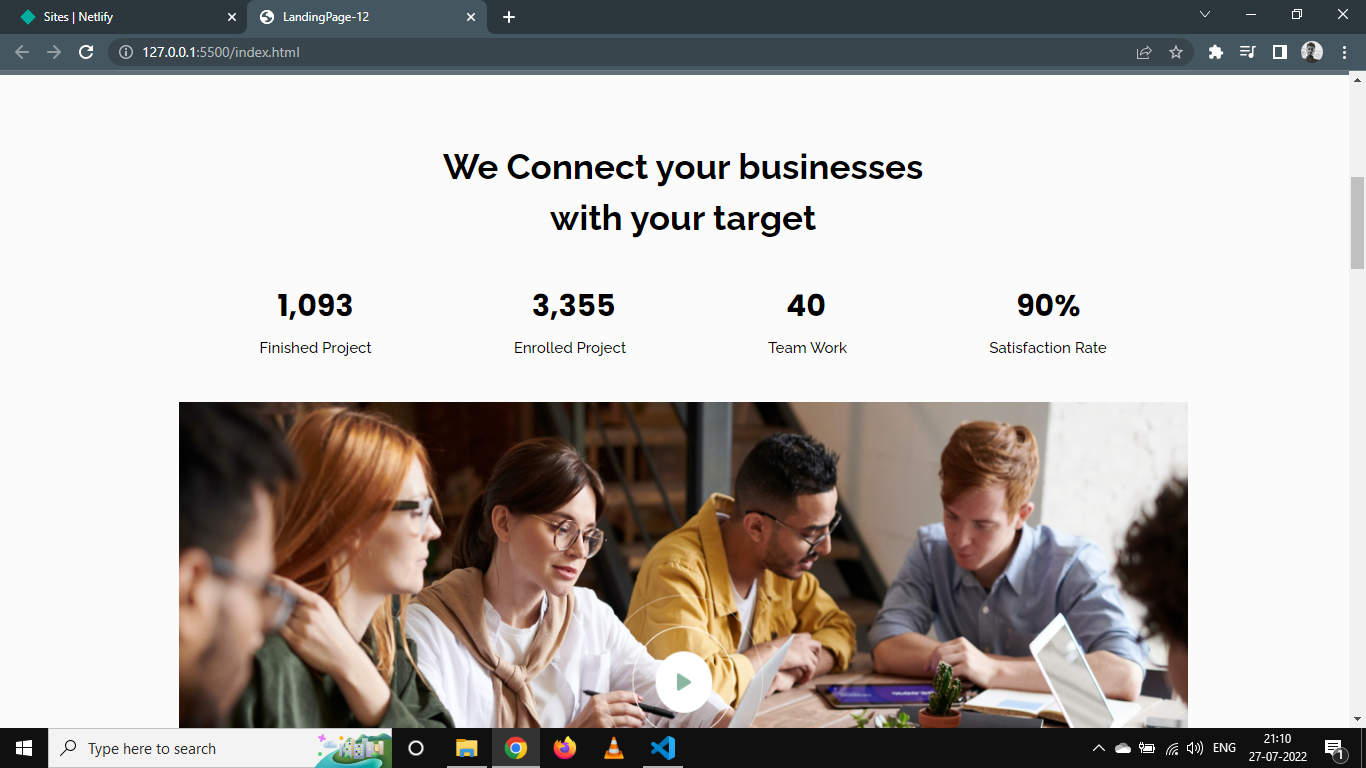 Sites | Netlify
LandingPage-12
127.0.0.1:5500/index.html
We Connect your businesses
with your target
1,093
3,355
40
90%
Finished Project
Enrolled Project
Team Work
Satisfaction Rate
Type here to search
ENG
21:10
27-07-2022
1